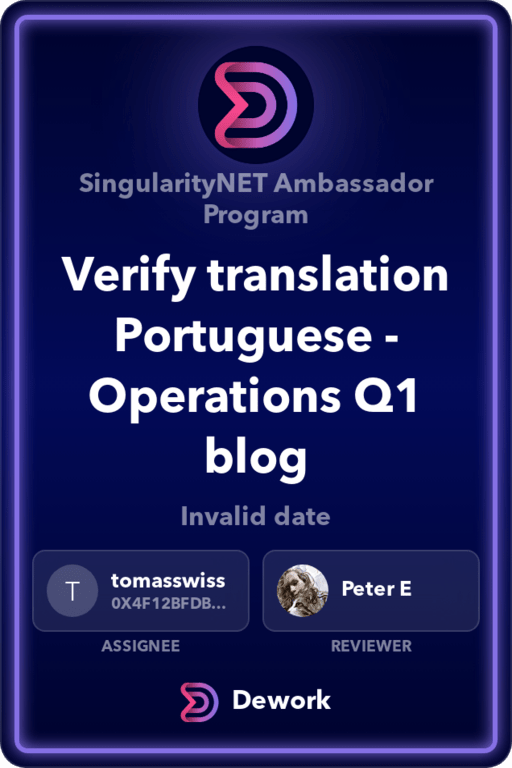 SingularityNET Ambassador
Program
Verify translation
Portuguese -
Operations Q1
blog
Invalid date
T
tomasswiss
0X4F12BFDB...
Peter E
ASSIGNEE
REVIEWER
Dework